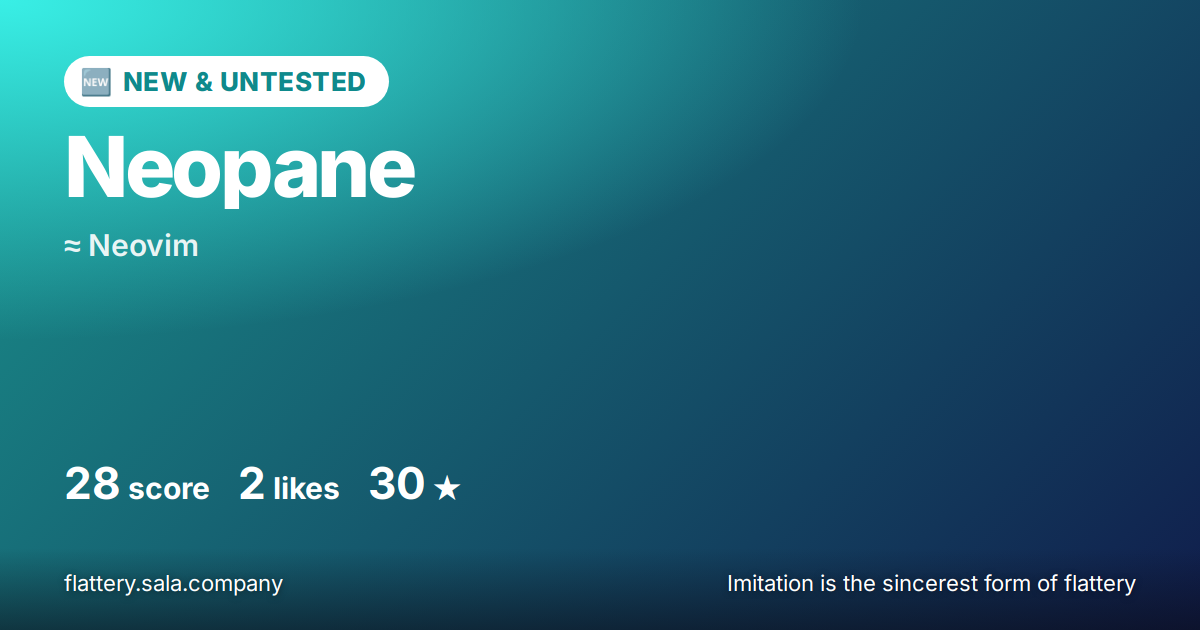 🆕 NEW & UNTESTED
Neopane
≈ Neovim
28 score 2 likes 30 ★
flattery.sala.company
Imitation is the sincerest form of flattery